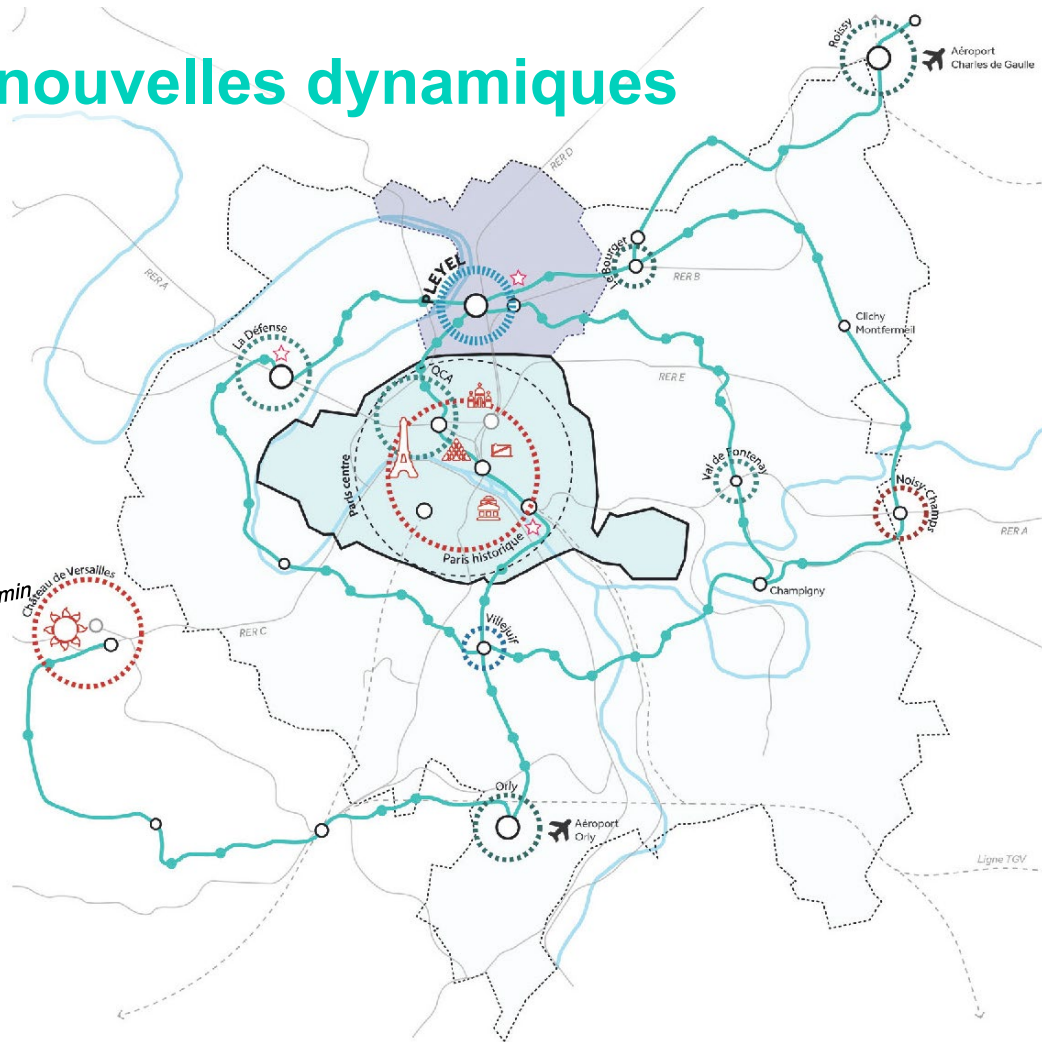 nouvelles dynamiques
Roissy
Aéroport
Charles de Gaulle
RER D
Le Bourget
RER B
RER A
PLEYEL
La Défense
Clichy
Montfermeil
QCA
RER E
Paris centre
Val de Fontenay
Noisy-Champs
RER A
Paris historique
Champigny
min
Château de Versailles
RER C
Villejuif
Orly
Aéroport
Orly
Ligne TGV